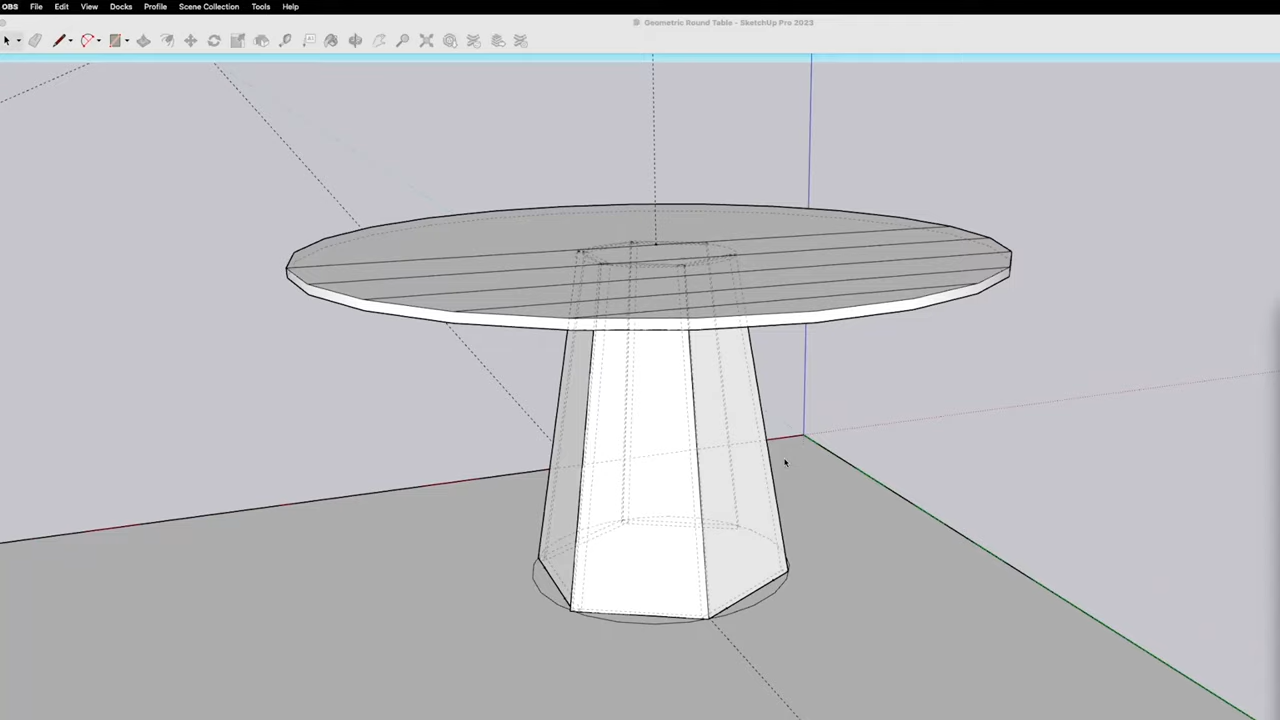 OBS File Edit View Docks Profile Scene Collection Tools Help
Geometric Round Table - SketchUp Pro 2023